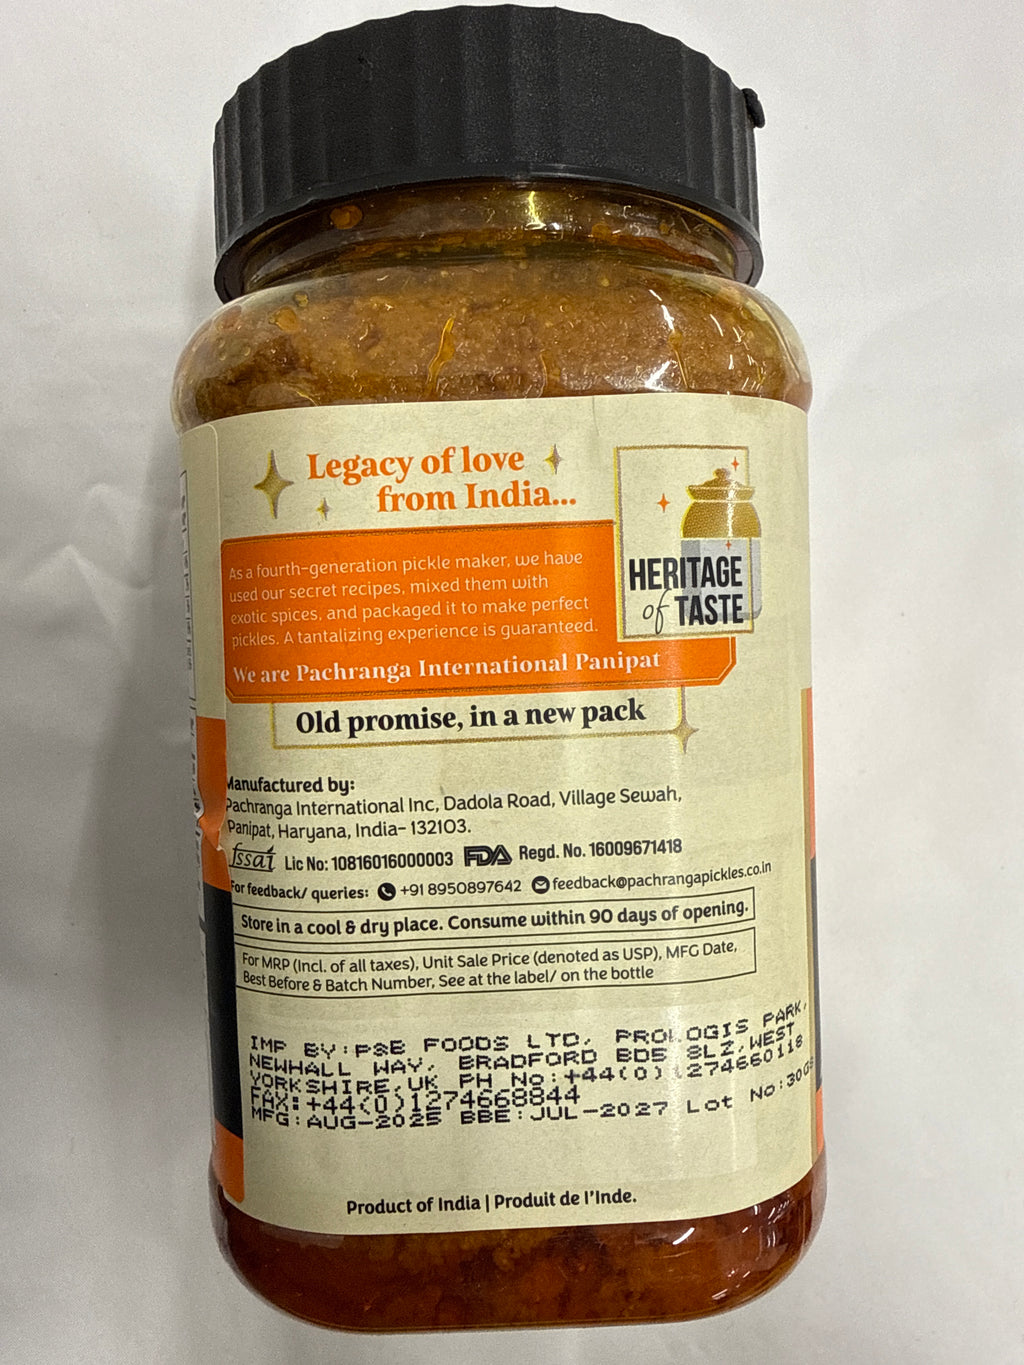 Legacy of love
from India...
As a fourth-generation pickle maker, we have
used our secret recipes, mixed them with
exotic spices, and packaged it to make perfect
pickles. A tantalizing experience is guaranteed.
We are Pachranga International Panipat
HERITAGE
of TASTE
Old promise, in a new pack
Manufactured by:
Pachranga International Inc, Dadola Road, Village Sewah,
Panipat, Haryana, India- 132103.
fssai Lic No: 10816016000003 FDA Regd. No. 16009671418
For feedback/ queries: +91 8950897642 feedback@pachrangapickles.co.in
Store in a cool & dry place. Consume within 90 days of opening.
For MRP (Incl. of all taxes), Unit Sale Price (denoted as USP), MFG Date,
Best Before & Batch Number, See at the label/ on the bottle
IMP BY:P&B FOODS LTD, PROLOGIS PARK,
NEWHALL WAY, BRADFORD BD5 8LZ,WEST
YORKSHIRE,UK PH No:+44(0)1274660118
FAX:+44(0)1274668844
MFG:AUG-2025 BBE:JUL-2027 Lot No:30G
Product of India | Produit de l'Inde.